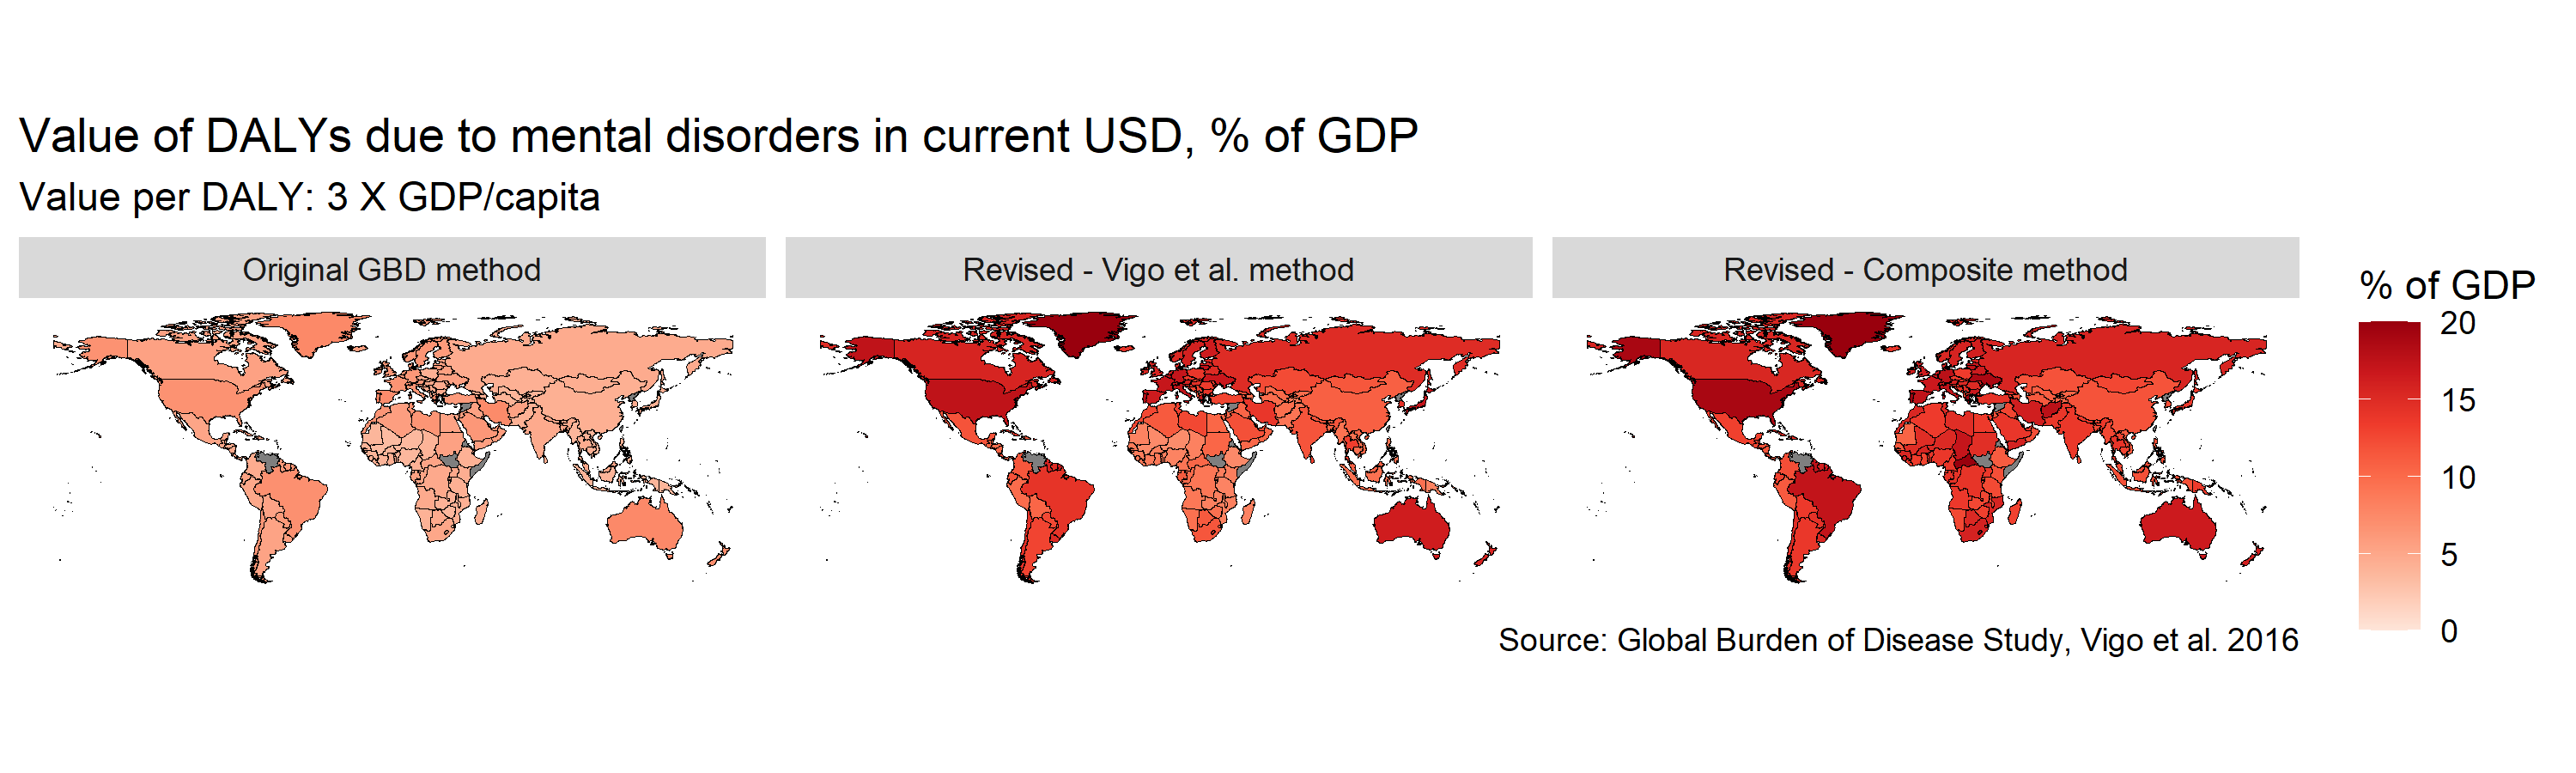 Value of DALYs due to mental disorders in current USD, % of GDP
Value per DALY: 3 X GDP/capita
Original GBD method
Revised - Vigo et al. method
Revised - Composite method
% of GDP
20
15
10
5
0
Source: Global Burden of Disease Study, Vigo et al. 2016